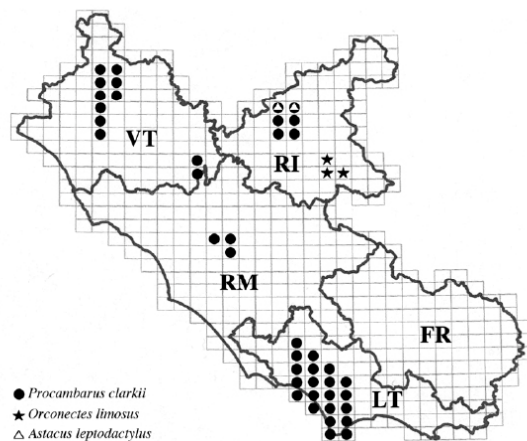 VT
RI
RM
FR
LT
Procambarus clarkii
Orconectes limosus
Astacus leptodactylus